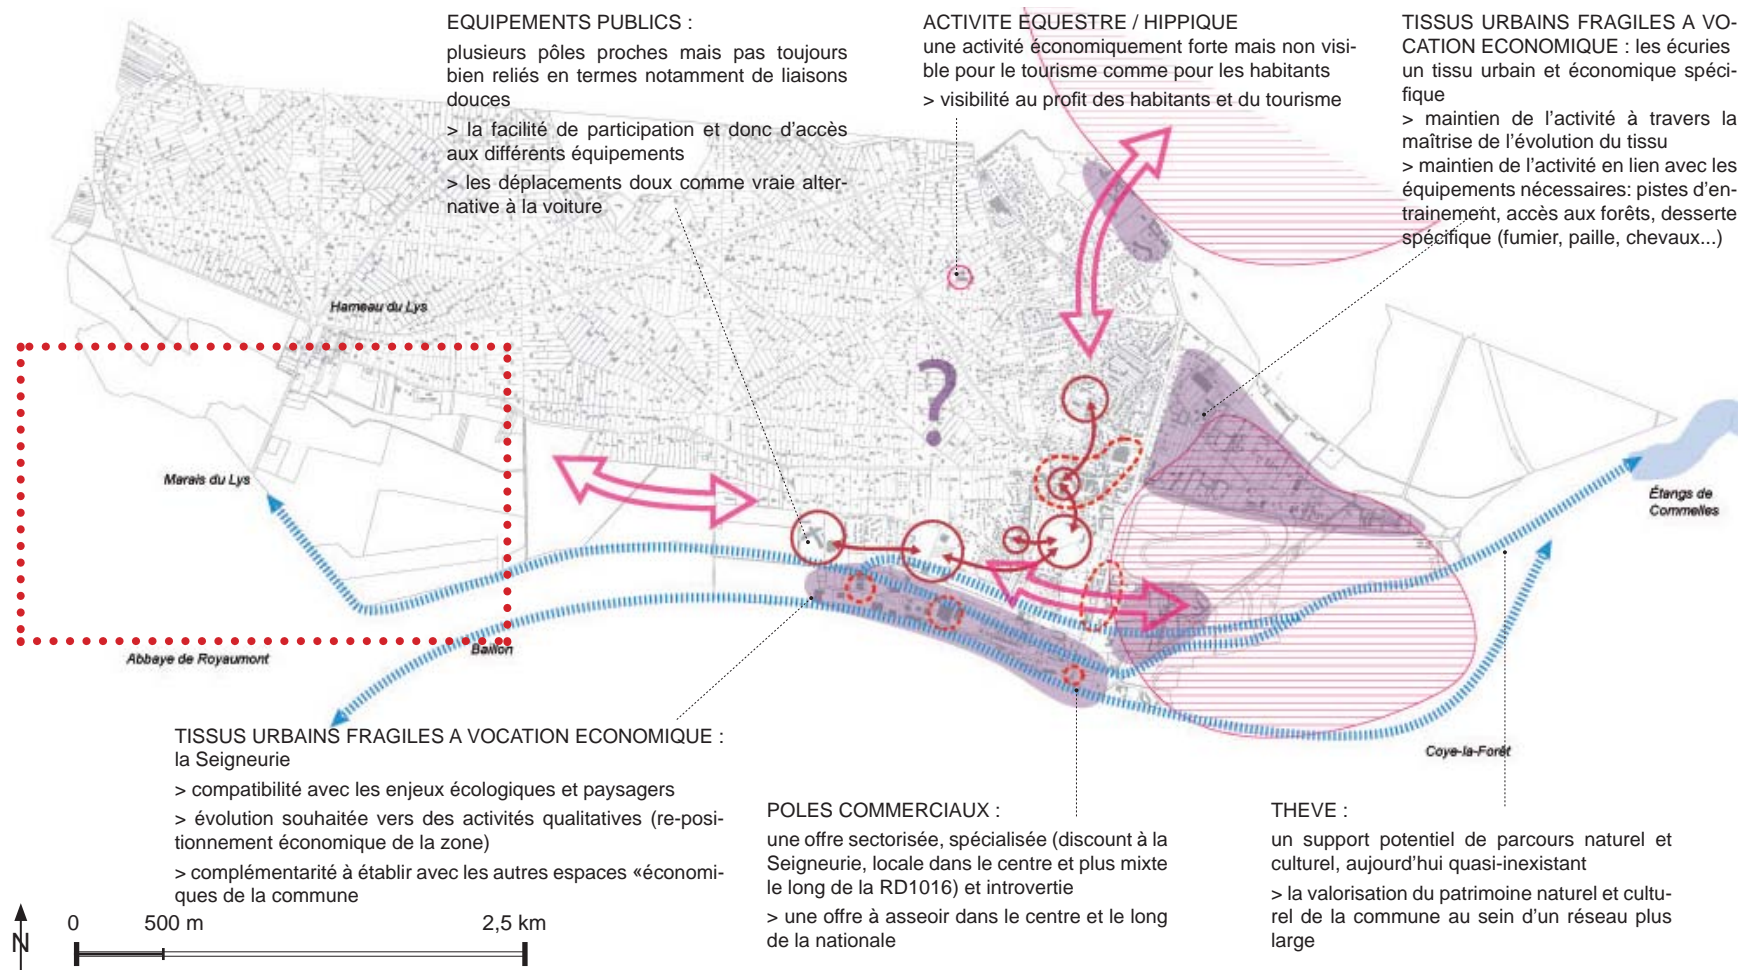 EQUIPEMENTS PUBLICS :
plusieurs pôles proches mais pas toujours
bien reliés en termes notamment de liaisons
douces
> la facilité de participation et donc d'accès
aux différents équipements
> les déplacements doux comme vraie alter-
native à la voiture
ACTIVITE EQUESTRE / HIPPIQUE
une activité économiquement forte mais non visi-
ble pour le tourisme comme pour les habitants
> visibilité au profit des habitants et du tourisme
TISSUS URBAINS FRAGILES A VO-
CATION ECONOMIQUE : les écuries
un tissu urbain et économique spéci-
fique
> maintien de l'activité à travers la
maîtrise de l'évolution du tissu
> maintien de l'activité en lien avec les
équipements nécessaires: pistes d'en-
trainement, accès aux forêts, desserte
spécifique (fumier, paille, chevaux...)
Hameau du Lys
?
Marais du Lys
Étangs de
Commelles
Abbaye de Royaumont
Baillon
Coye-la-Forêt
TISSUS URBAINS FRAGILES A VOCATION ECONOMIQUE :
la Seigneurie
> compatibilité avec les enjeux écologiques et paysagers
> évolution souhaitée vers des activités qualitatives (re-posi-
tionnement économique de la zone)
> complémentarité à établir avec les autres espaces «économi-
ques de la commune
POLES COMMERCIAUX :
une offre sectorisée, spécialisée (discount à la
Seigneurie, locale dans le centre et plus mixte
le long de la RD1016) et introvertie
> une offre à asseoir dans le centre et le long
de la nationale
THEVE :
un support potentiel de parcours naturel et
culturel, aujourd'hui quasi-inexistant
> la valorisation du patrimoine naturel et cultu-
rel de la commune au sein d'un réseau plus
large
N
0 500 m 2,5 km